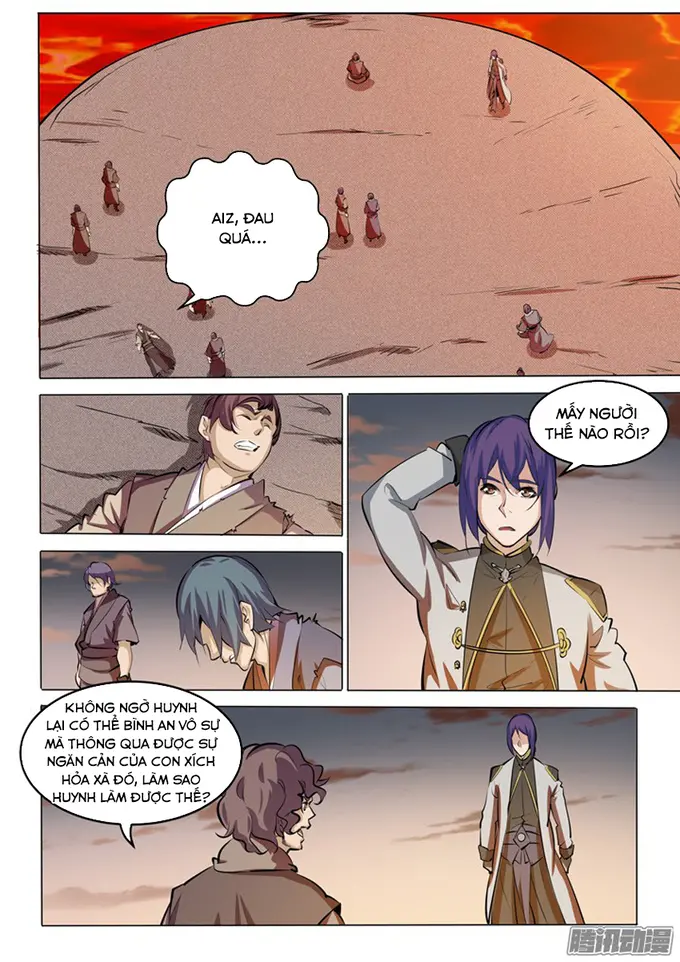 AIZ, ĐAU
QUÁ...
MẤY NGƯỜI
THẾ NÀO RỒI?
KHÔNG NGỜ HUYNH
LẠI CÓ THỂ BÌNH AN VÔ SỰ
MÀ THÔNG QUA ĐƯỢC SỰ
NGĂN CẢN CỦA CON XÍCH
HỎA XÀ ĐÓ, LÀM SAO
HUYNH LÀM ĐƯỢC THẾ?
腾讯动漫